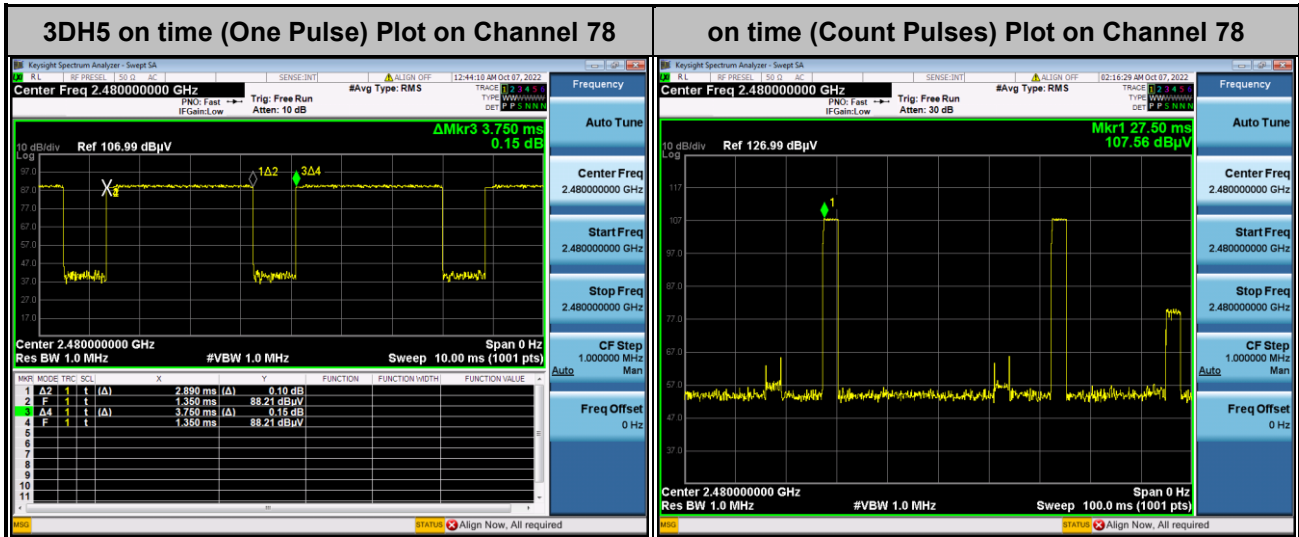 3DH5 on time (One Pulse) Plot on Channel 78
Keysight Spectrum Analyzer - Swept SA
RL RF PRESEL 50 Ω AC SENSE:INT ALIGN OFF 12:44:10 AM Oct 07, 2022
Center Freq 2.480000000 GHz #Avg Type: RMS TRACE 1 2 3 4 5 6
PNO: Fast Trig: Free Run TYPE WWWWWW
IFGain:Low Atten: 10 dB DET P P S N N N
ΔMkr3 3.750 ms
0.15 dB
10 dB/div Ref 106.99 dBµV
Log
97.0
1Δ2 3Δ4
87.0
77.0
67.0
57.0
47.0
37.0
27.0
17.0
Center 2.480000000 GHz Span 0 Hz
Res BW 1.0 MHz #VBW 1.0 MHz Sweep 10.00 ms (1001 pts)
MKR MODE TRC SCL X Y FUNCTION FUNCTION WIDTH FUNCTION VALUE
1 Δ2 1 t (Δ) 2.890 ms (Δ) 0.10 dB
2 F 1 t 1.350 ms 88.21 dBµV
3 Δ4 1 t (Δ) 3.750 ms (Δ) 0.15 dB
4 F 1 t 1.350 ms 88.21 dBµV
5
6
7
8
9
10
11
MSG STATUS Align Now, All required
Frequency
Auto Tune
Center Freq
2.480000000 GHz
Start Freq
2.480000000 GHz
Stop Freq
2.480000000 GHz
CF Step
1.000000 MHz
Auto Man
Freq Offset
0 Hz
on time (Count Pulses) Plot on Channel 78
Keysight Spectrum Analyzer - Swept SA
RL RF PRESEL 50 Ω AC SENSE:INT ALIGN OFF 02:16:29 AM Oct 07, 2022
Center Freq 2.480000000 GHz #Avg Type: RMS TRACE 1 2 3 4 5 6
PNO: Fast Trig: Free Run TYPE WWWWWW
IFGain:Low Atten: 30 dB DET P P S N N N
Mkr1 27.50 ms
107.56 dBµV
10 dB/div Ref 126.99 dBµV
Log
117
1
107
97.0
87.0
77.0
67.0
57.0
47.0
37.0
Center 2.480000000 GHz Span 0 Hz
Res BW 1.0 MHz #VBW 1.0 MHz Sweep 100.0 ms (1001 pts)
MSG STATUS Align Now, All required
Frequency
Auto Tune
Center Freq
2.480000000 GHz
Start Freq
2.480000000 GHz
Stop Freq
2.480000000 GHz
CF Step
1.000000 MHz
Auto Man
Freq Offset
0 Hz